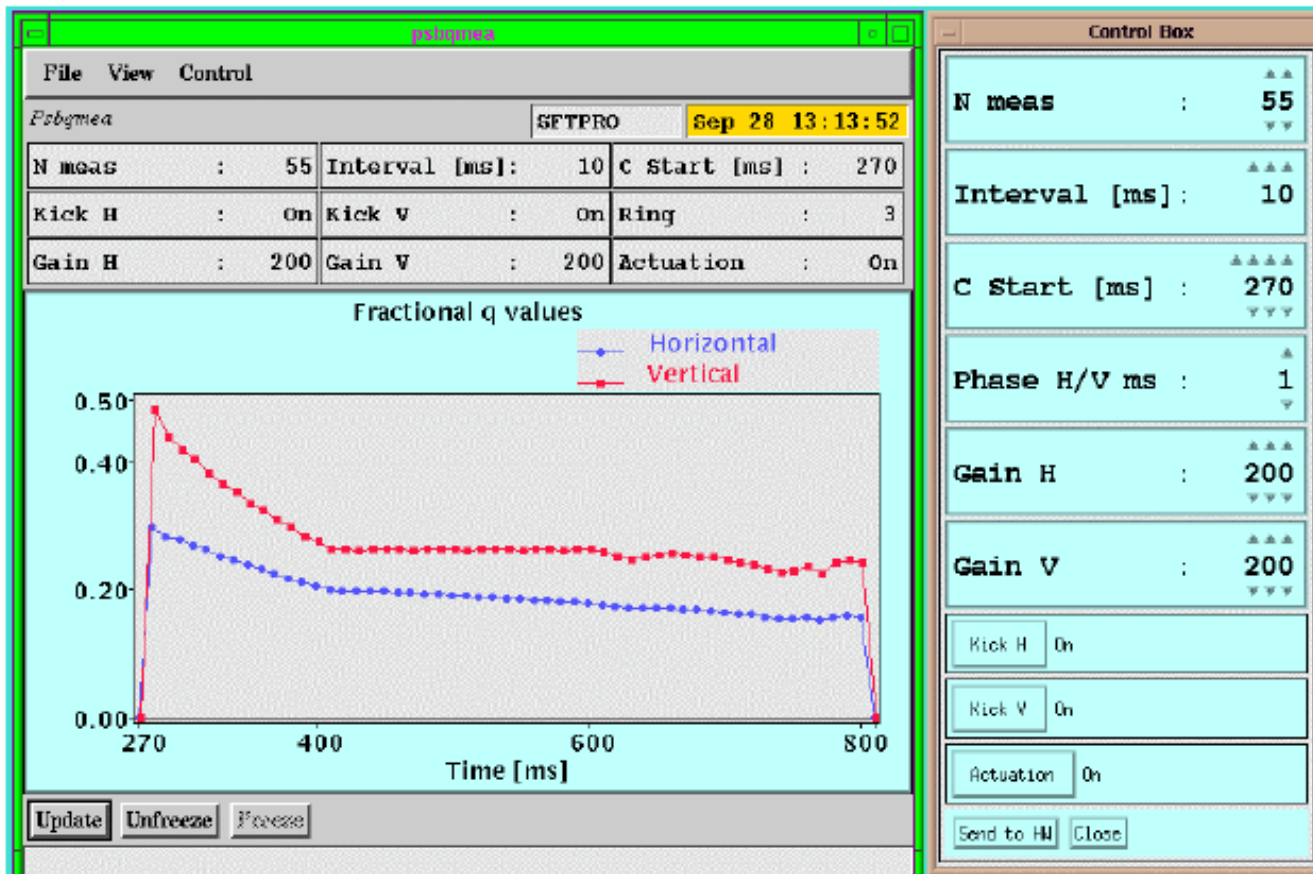 psbqmea
File View Control
Psbqmea SFTPRO Sep 28 13:13:52
N meas : 55 Interval [ms]: 10 C Start [ms] : 270
Kick H : On Kick V : On Ring : 3
Gain H : 200 Gain V : 200 Actuation : On
Fractional q values
Horizontal
Vertical
0.50
0.40
0.20
0.00
270 400 600 800
Time [ms]
Update Unfreeze Freeze
Control Box
N meas : 55
Interval [ms]: 10
C Start [ms] : 270
Phase H/V ms : 1
Gain H : 200
Gain V : 200
Kick H On
Kick V On
Actuation On
Send to HW Close